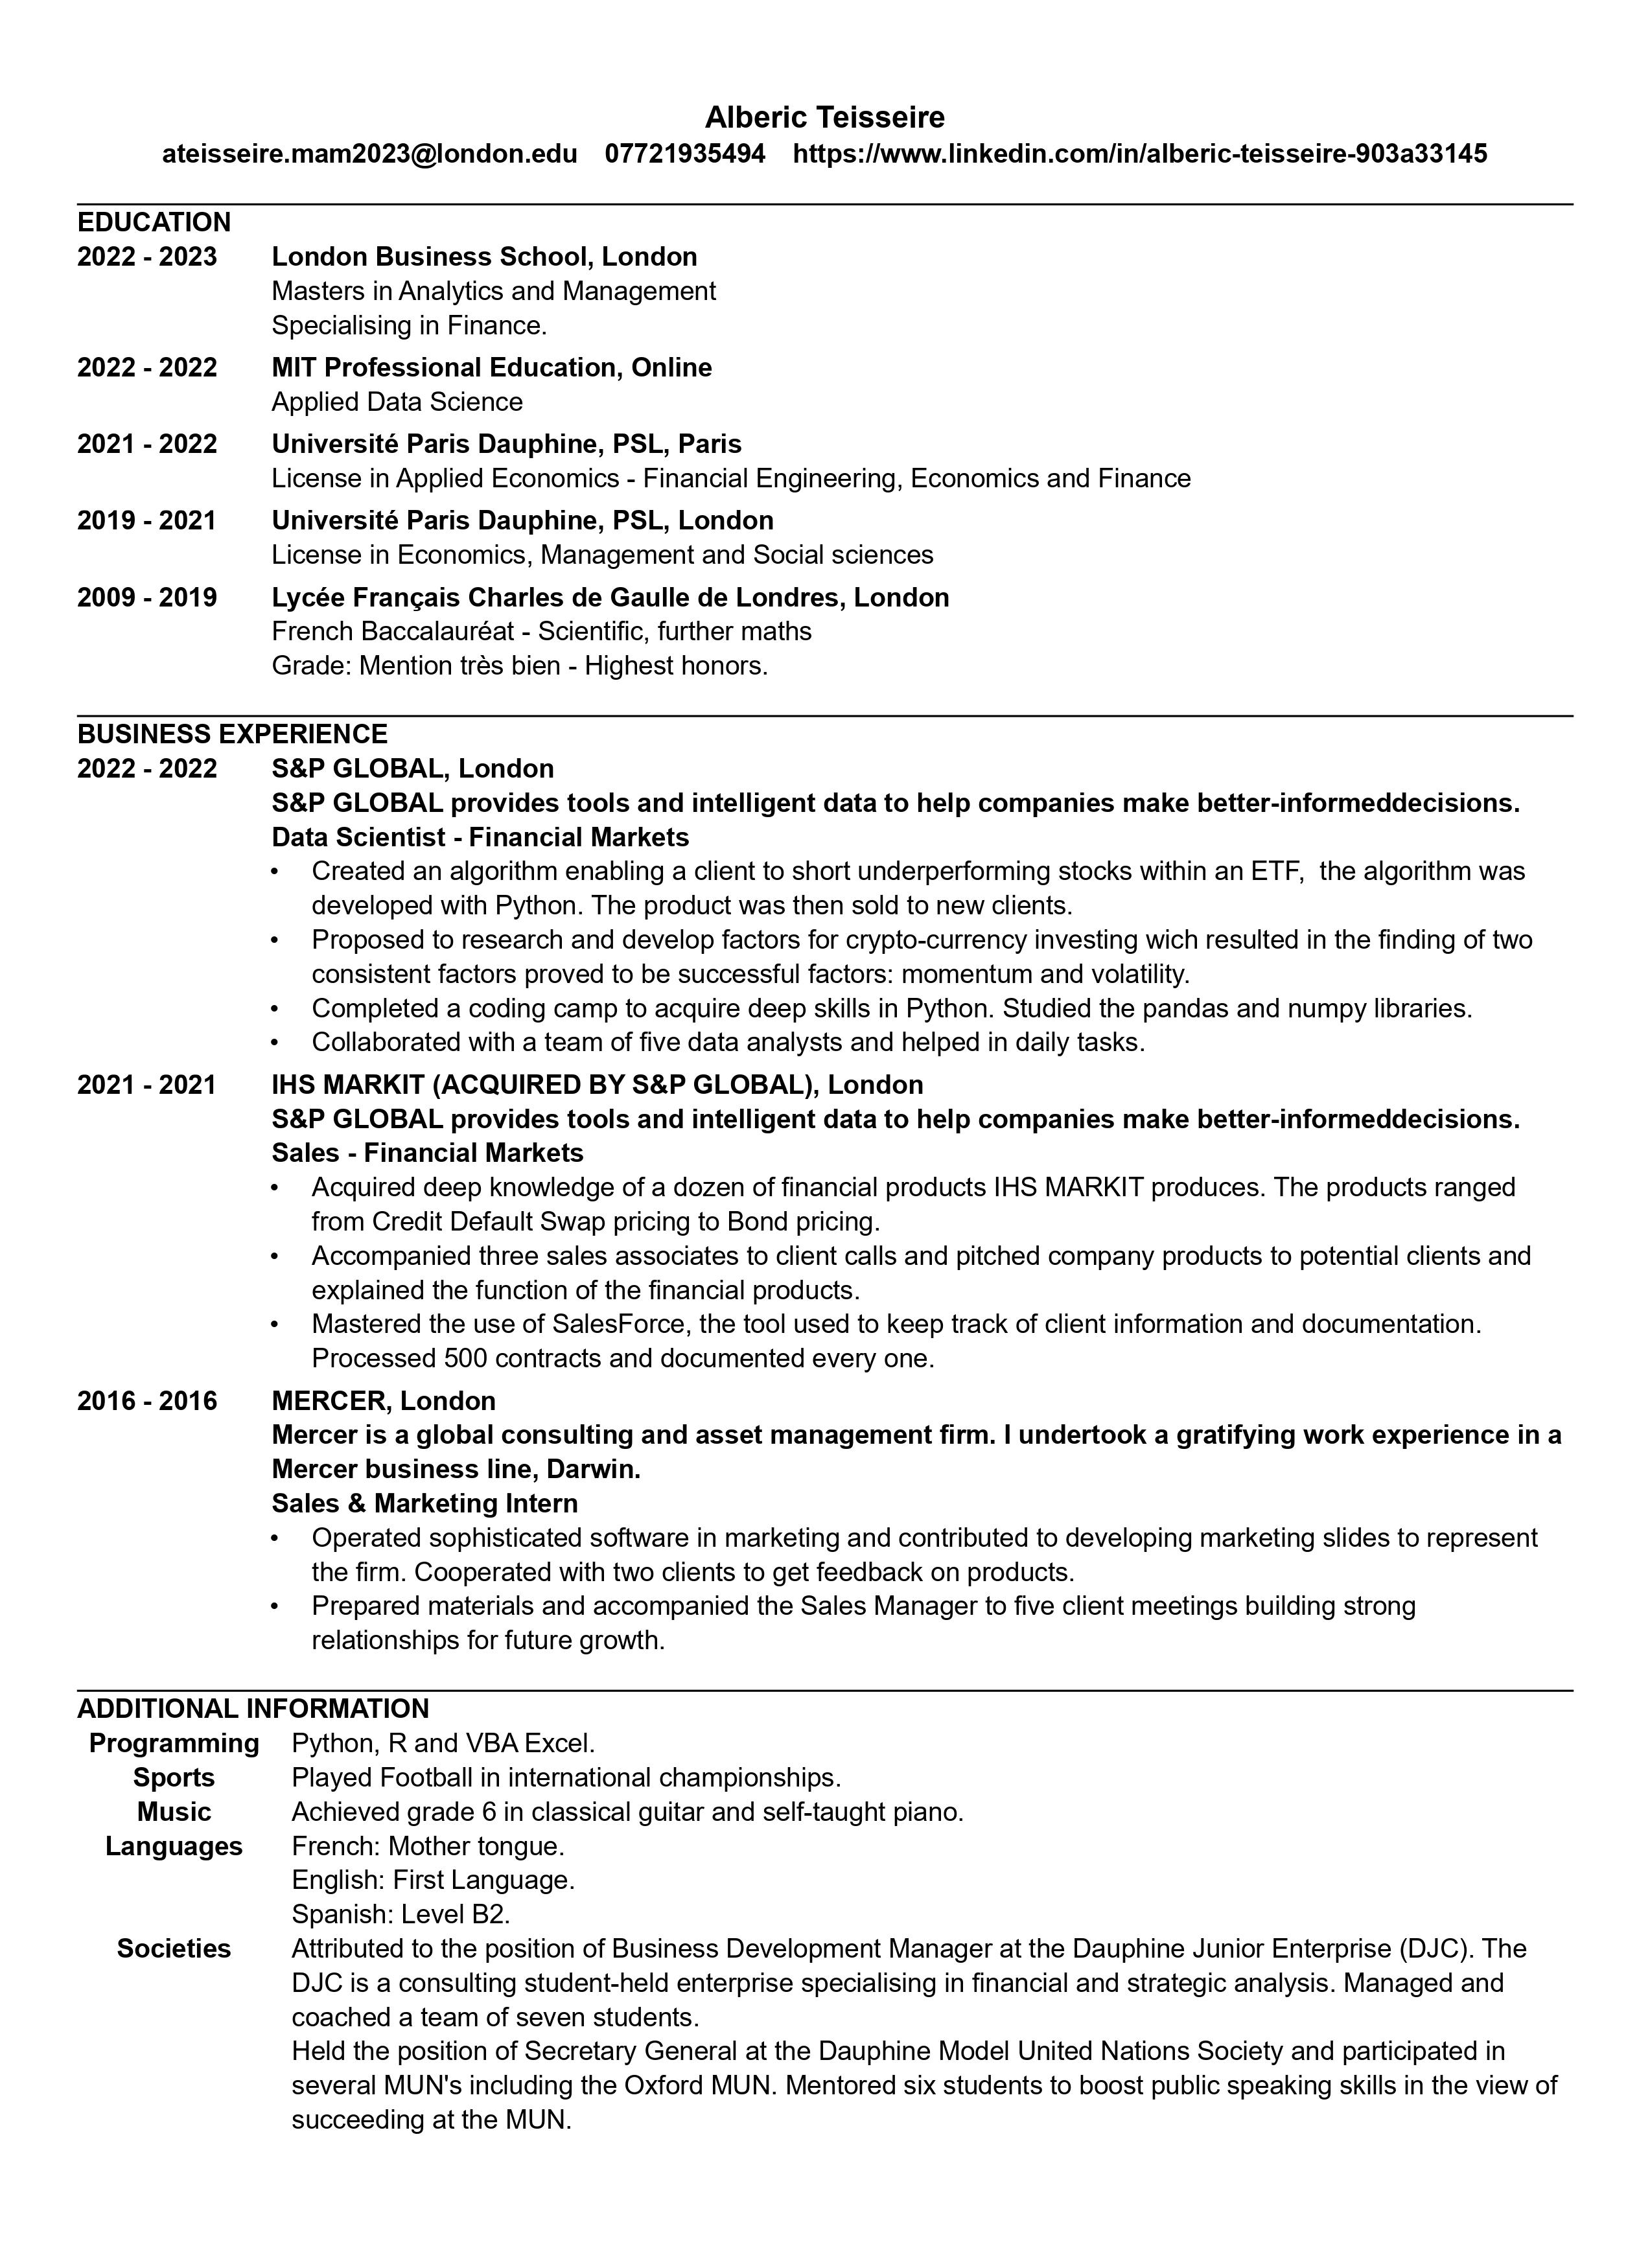 Alberic Teisseire
ateisseire.mam2023@london.edu 07721935494 https://www.linkedin.com/in/alberic-teisseire-903a33145
EDUCATION
2022 - 2023 London Business School, London
Masters in Analytics and Management
Specialising in Finance.
2022 - 2022 MIT Professional Education, Online
Applied Data Science
2021 - 2022 Université Paris Dauphine, PSL, Paris
License in Applied Economics - Financial Engineering, Economics and Finance
2019 - 2021 Université Paris Dauphine, PSL, London
License in Economics, Management and Social sciences
2009 - 2019 Lycée Français Charles de Gaulle de Londres, London
French Baccalauréat - Scientific, further maths
Grade: Mention très bien - Highest honors.
BUSINESS EXPERIENCE
2022 - 2022 S&P GLOBAL, London
S&P GLOBAL provides tools and intelligent data to help companies make better-informeddecisions.
Data Scientist - Financial Markets
• Created an algorithm enabling a client to short underperforming stocks within an ETF, the algorithm was
developed with Python. The product was then sold to new clients.
• Proposed to research and develop factors for crypto-currency investing wich resulted in the finding of two
consistent factors proved to be successful factors: momentum and volatility.
• Completed a coding camp to acquire deep skills in Python. Studied the pandas and numpy libraries.
• Collaborated with a team of five data analysts and helped in daily tasks.
2021 - 2021 IHS MARKIT (ACQUIRED BY S&P GLOBAL), London
S&P GLOBAL provides tools and intelligent data to help companies make better-informeddecisions.
Sales - Financial Markets
• Acquired deep knowledge of a dozen of financial products IHS MARKIT produces. The products ranged
from Credit Default Swap pricing to Bond pricing.
• Accompanied three sales associates to client calls and pitched company products to potential clients and
explained the function of the financial products.
• Mastered the use of SalesForce, the tool used to keep track of client information and documentation.
Processed 500 contracts and documented every one.
2016 - 2016 MERCER, London
Mercer is a global consulting and asset management firm. I undertook a gratifying work experience in a
Mercer business line, Darwin.
Sales & Marketing Intern
• Operated sophisticated software in marketing and contributed to developing marketing slides to represent
the firm. Cooperated with two clients to get feedback on products.
• Prepared materials and accompanied the Sales Manager to five client meetings building strong
relationships for future growth.
ADDITIONAL INFORMATION
Programming Python, R and VBA Excel.
Sports Played Football in international championships.
Music Achieved grade 6 in classical guitar and self-taught piano.
Languages French: Mother tongue.
English: First Language.
Spanish: Level B2.
Societies Attributed to the position of Business Development Manager at the Dauphine Junior Enterprise (DJC). The
DJC is a consulting student-held enterprise specialising in financial and strategic analysis. Managed and
coached a team of seven students.
Held the position of Secretary General at the Dauphine Model United Nations Society and participated in
several MUN's including the Oxford MUN. Mentored six students to boost public speaking skills in the view of
succeeding at the MUN.